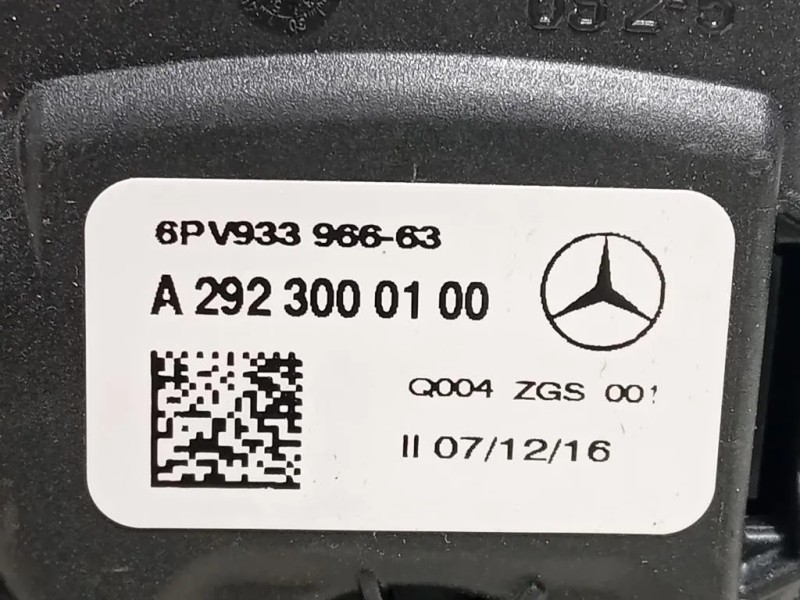 6PV933 966-63
A 292 300 01 00
Q004 ZGS 001
II 07/12/16